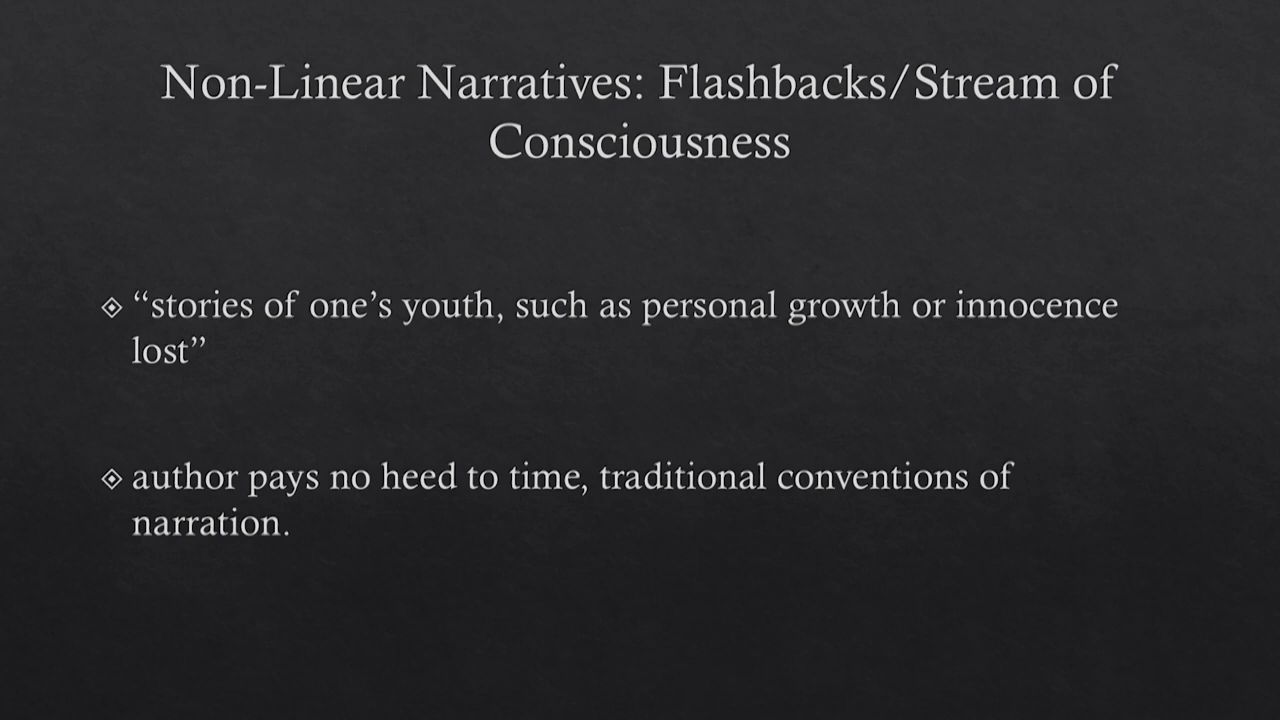 Non-Linear Narratives: Flashbacks/Stream of
Consciousness
“stories of one’s youth, such as personal growth or innocence
lost”
author pays no heed to time, traditional conventions of
narration.